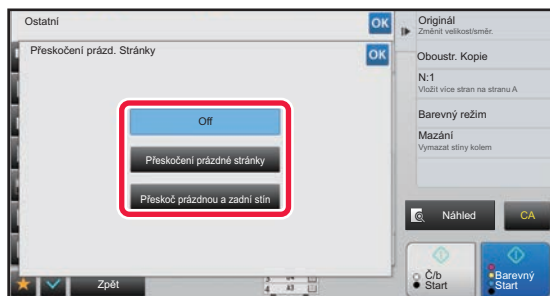 Ostatní
OK
Přeskočení prázd. Stránky
OK
Off
Přeskočení prázdné stránky
Přeskoč prázdnou a zadní stín
Zpět
4 A3
Originál
Změnit velikost/směr.
Oboustr. Kopie
N:1
Vložit více stran na stranu A
Barevný režim
Mazání
Vymazat stíny kolem
Náhled
CA
Č/b
Start
Barevný
Start